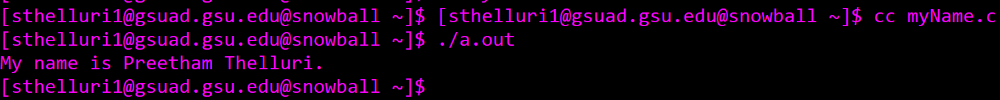 [sthelluri1@gsuad.gsu.edu@snowball ~]$ [sthelluri1@gsuad.gsu.edu@snowball ~]$ cc myName.c
[sthelluri1@gsuad.gsu.edu@snowball ~]$ ./a.out
My name is Preetham Thelluri.
[sthelluri1@gsuad.gsu.edu@snowball ~]$